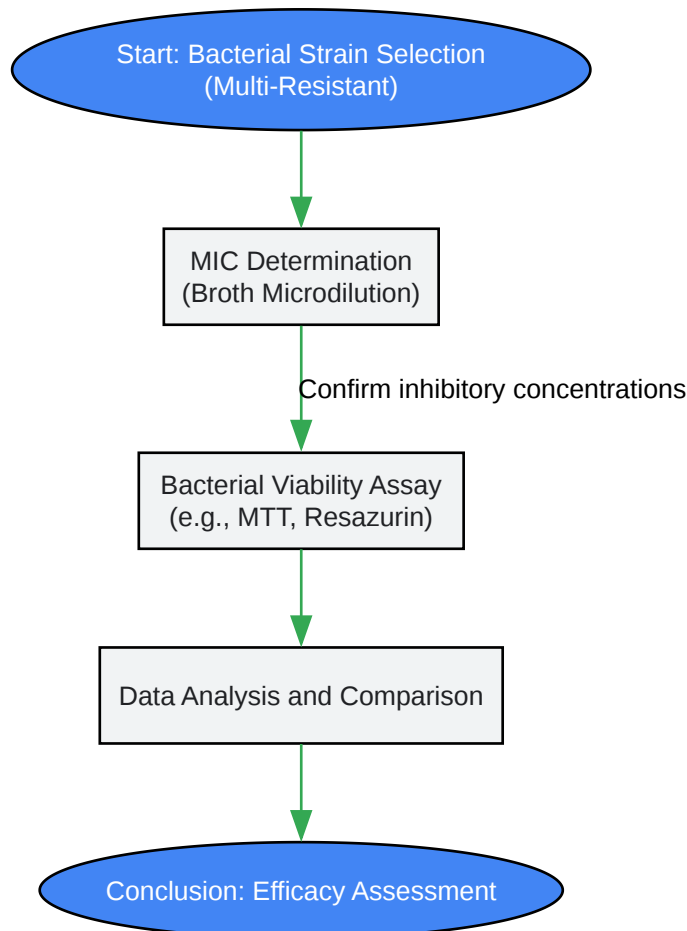 Start: Bacterial Strain Selection
(Multi-Resistant)
MIC Determination
(Broth Microdilution)
Confirm inhibitory concentrations
Bacterial Viability Assay
(e.g., MTT, Resazurin)
Data Analysis and Comparison
Conclusion: Efficacy Assessment